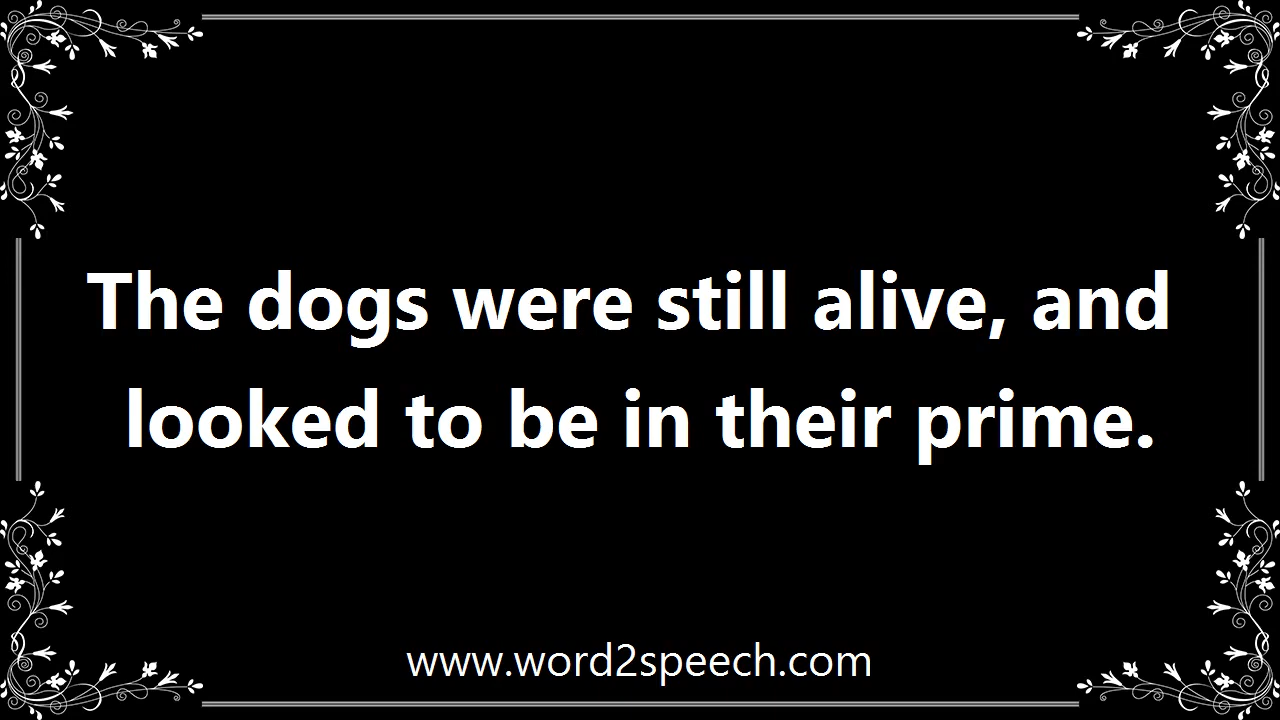 The dogs were still alive, and
looked to be in their prime.
www.word2speech.com